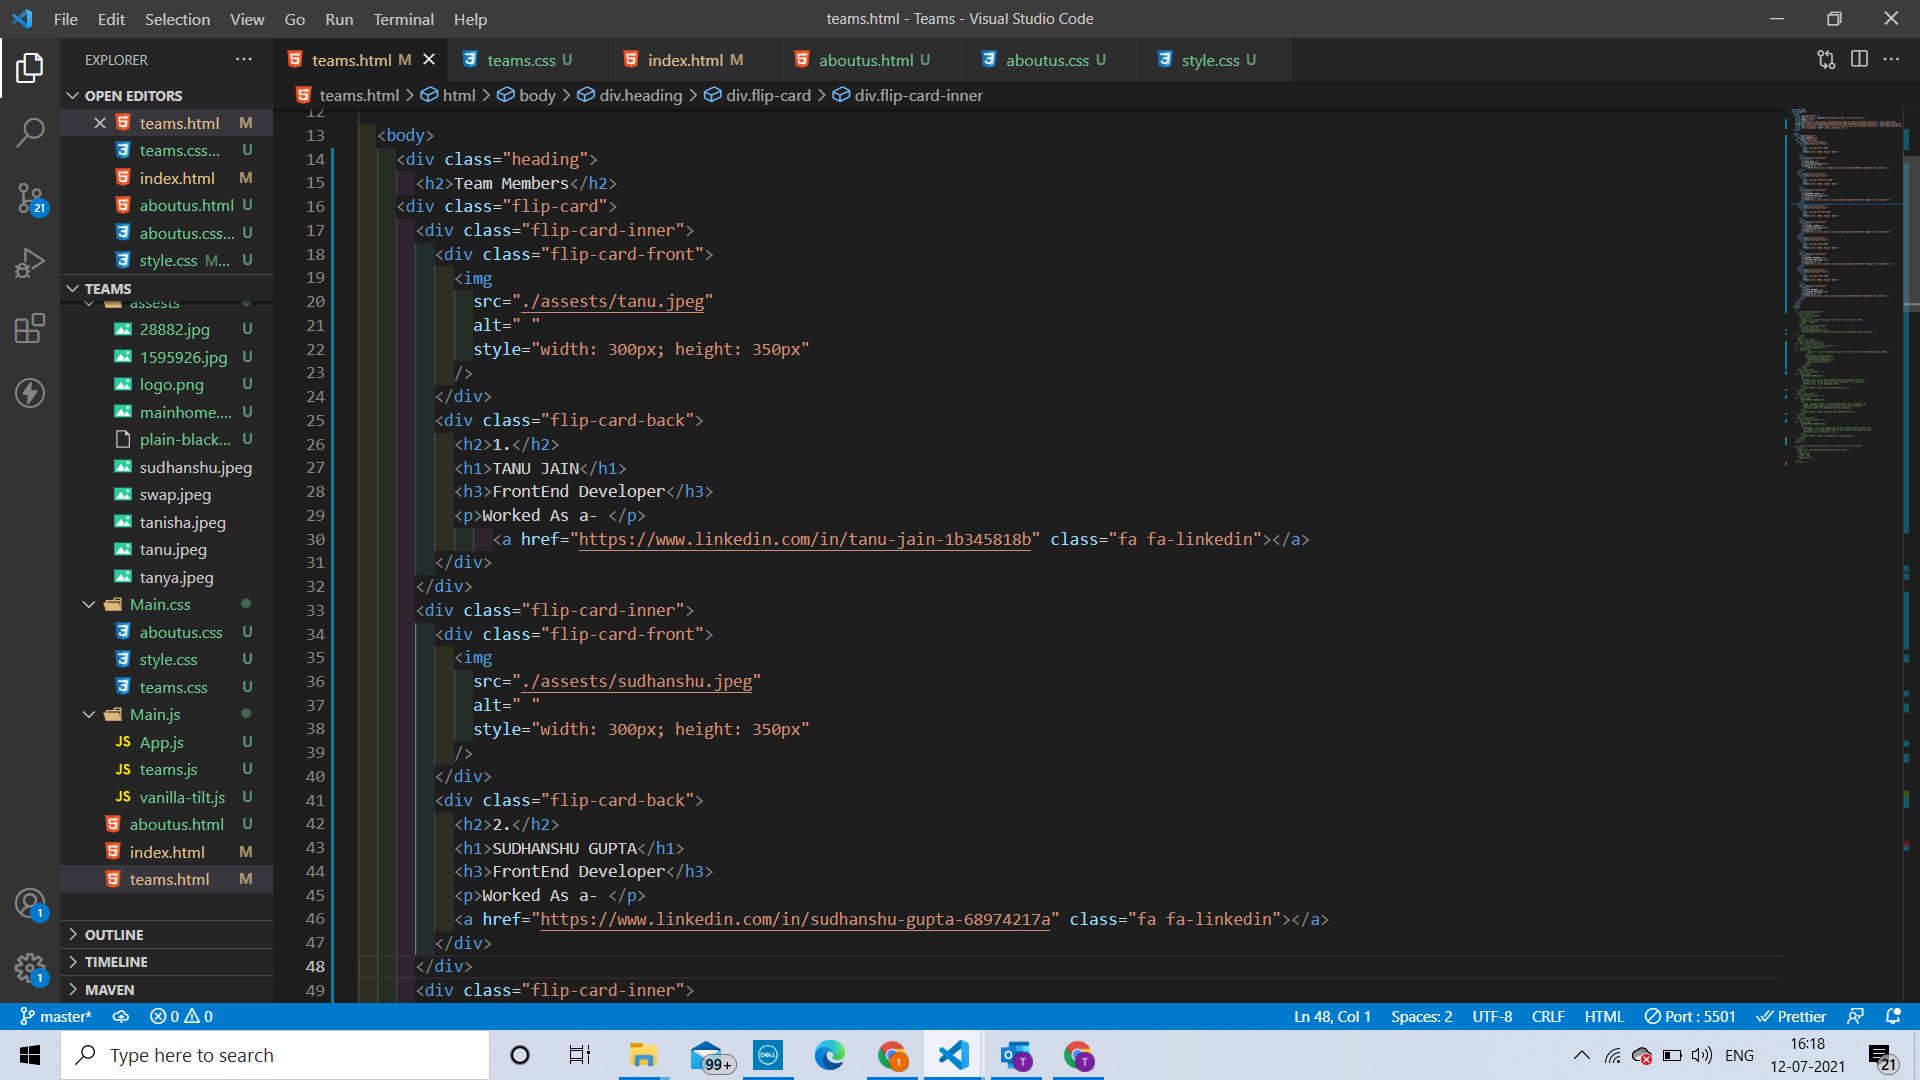 File Edit Selection View Go Run Terminal Help
teams.html - Teams - Visual Studio Code
EXPLORER
teams.html M
teams.css U
index.html M
aboutus.html U
aboutus.css U
style.css U
OPEN EDITORS
teams.html > html > body > div.heading > div.flip-card > div.flip-card-inner
teams.html M
teams.css... U
index.html M
aboutus.html U
aboutus.css... U
style.css M... U
TEAMS
assests
28882.jpg U
1595926.jpg U
logo.png U
mainhome.... U
plain-black... U
sudhanshu.jpeg
swap.jpeg
tanisha.jpeg
tanu.jpeg
tanya.jpeg
Main.css
aboutus.css U
style.css U
teams.css U
Main.js
JS App.js U
JS teams.js U
JS vanilla-tilt.js U
aboutus.html U
index.html M
teams.html M
OUTLINE
TIMELINE
MAVEN
21
1
1
12
13 <body>
14 <div class="heading">
15 <h2>Team Members</h2>
16 <div class="flip-card">
17 <div class="flip-card-inner">
18 <div class="flip-card-front">
19 <img
20 src="./assests/tanu.jpeg"
21 alt=" "
22 style="width: 300px; height: 350px"
23 />
24 </div>
25 <div class="flip-card-back">
26 <h2>1.</h2>
27 <h1>TANU JAIN</h1>
28 <h3>FrontEnd Developer</h3>
29 <p>Worked As a- </p>
30 <a href="https://www.linkedin.com/in/tanu-jain-1b345818b" class="fa fa-linkedin"></a>
31 </div>
32 </div>
33 <div class="flip-card-inner">
34 <div class="flip-card-front">
35 <img
36 src="./assests/sudhanshu.jpeg"
37 alt=" "
38 style="width: 300px; height: 350px"
39 />
40 </div>
41 <div class="flip-card-back">
42 <h2>2.</h2>
43 <h1>SUDHANSHU GUPTA</h1>
44 <h3>FrontEnd Developer</h3>
45 <p>Worked As a- </p>
46 <a href="https://www.linkedin.com/in/sudhanshu-gupta-68974217a" class="fa fa-linkedin"></a>
47 </div>
48 </div>
49 <div class="flip-card-inner">
master* 0 0
Ln 48, Col 1 Spaces: 2 UTF-8 CRLF HTML Port : 5501 Prettier
Type here to search
99+
DELL
t
T
T
ENG
16:18
12-07-2021
21